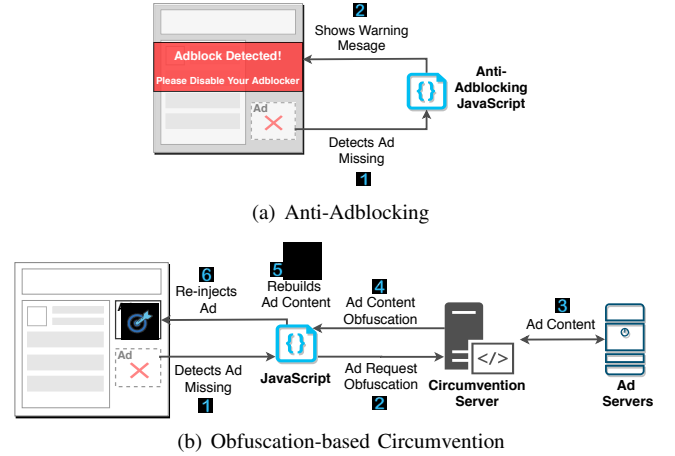 2
Shows Warning
Message
Adblock Detected!
Please Disable Your Adblocker
{}
Anti-
Adblocking
JavaScript
Ad
Detects Ad
Missing
1
(a) Anti-Adblocking
6
Re-injects
Ad
5
Rebuilds
Ad Content
4
Ad Content
Obfuscation
3
Ad Content
Ad
{}
</>
Detects Ad
Missing
1
JavaScript
Ad Request
Obfuscation
2
Circumvention
Server
Ad
Servers
(b) Obfuscation-based Circumvention